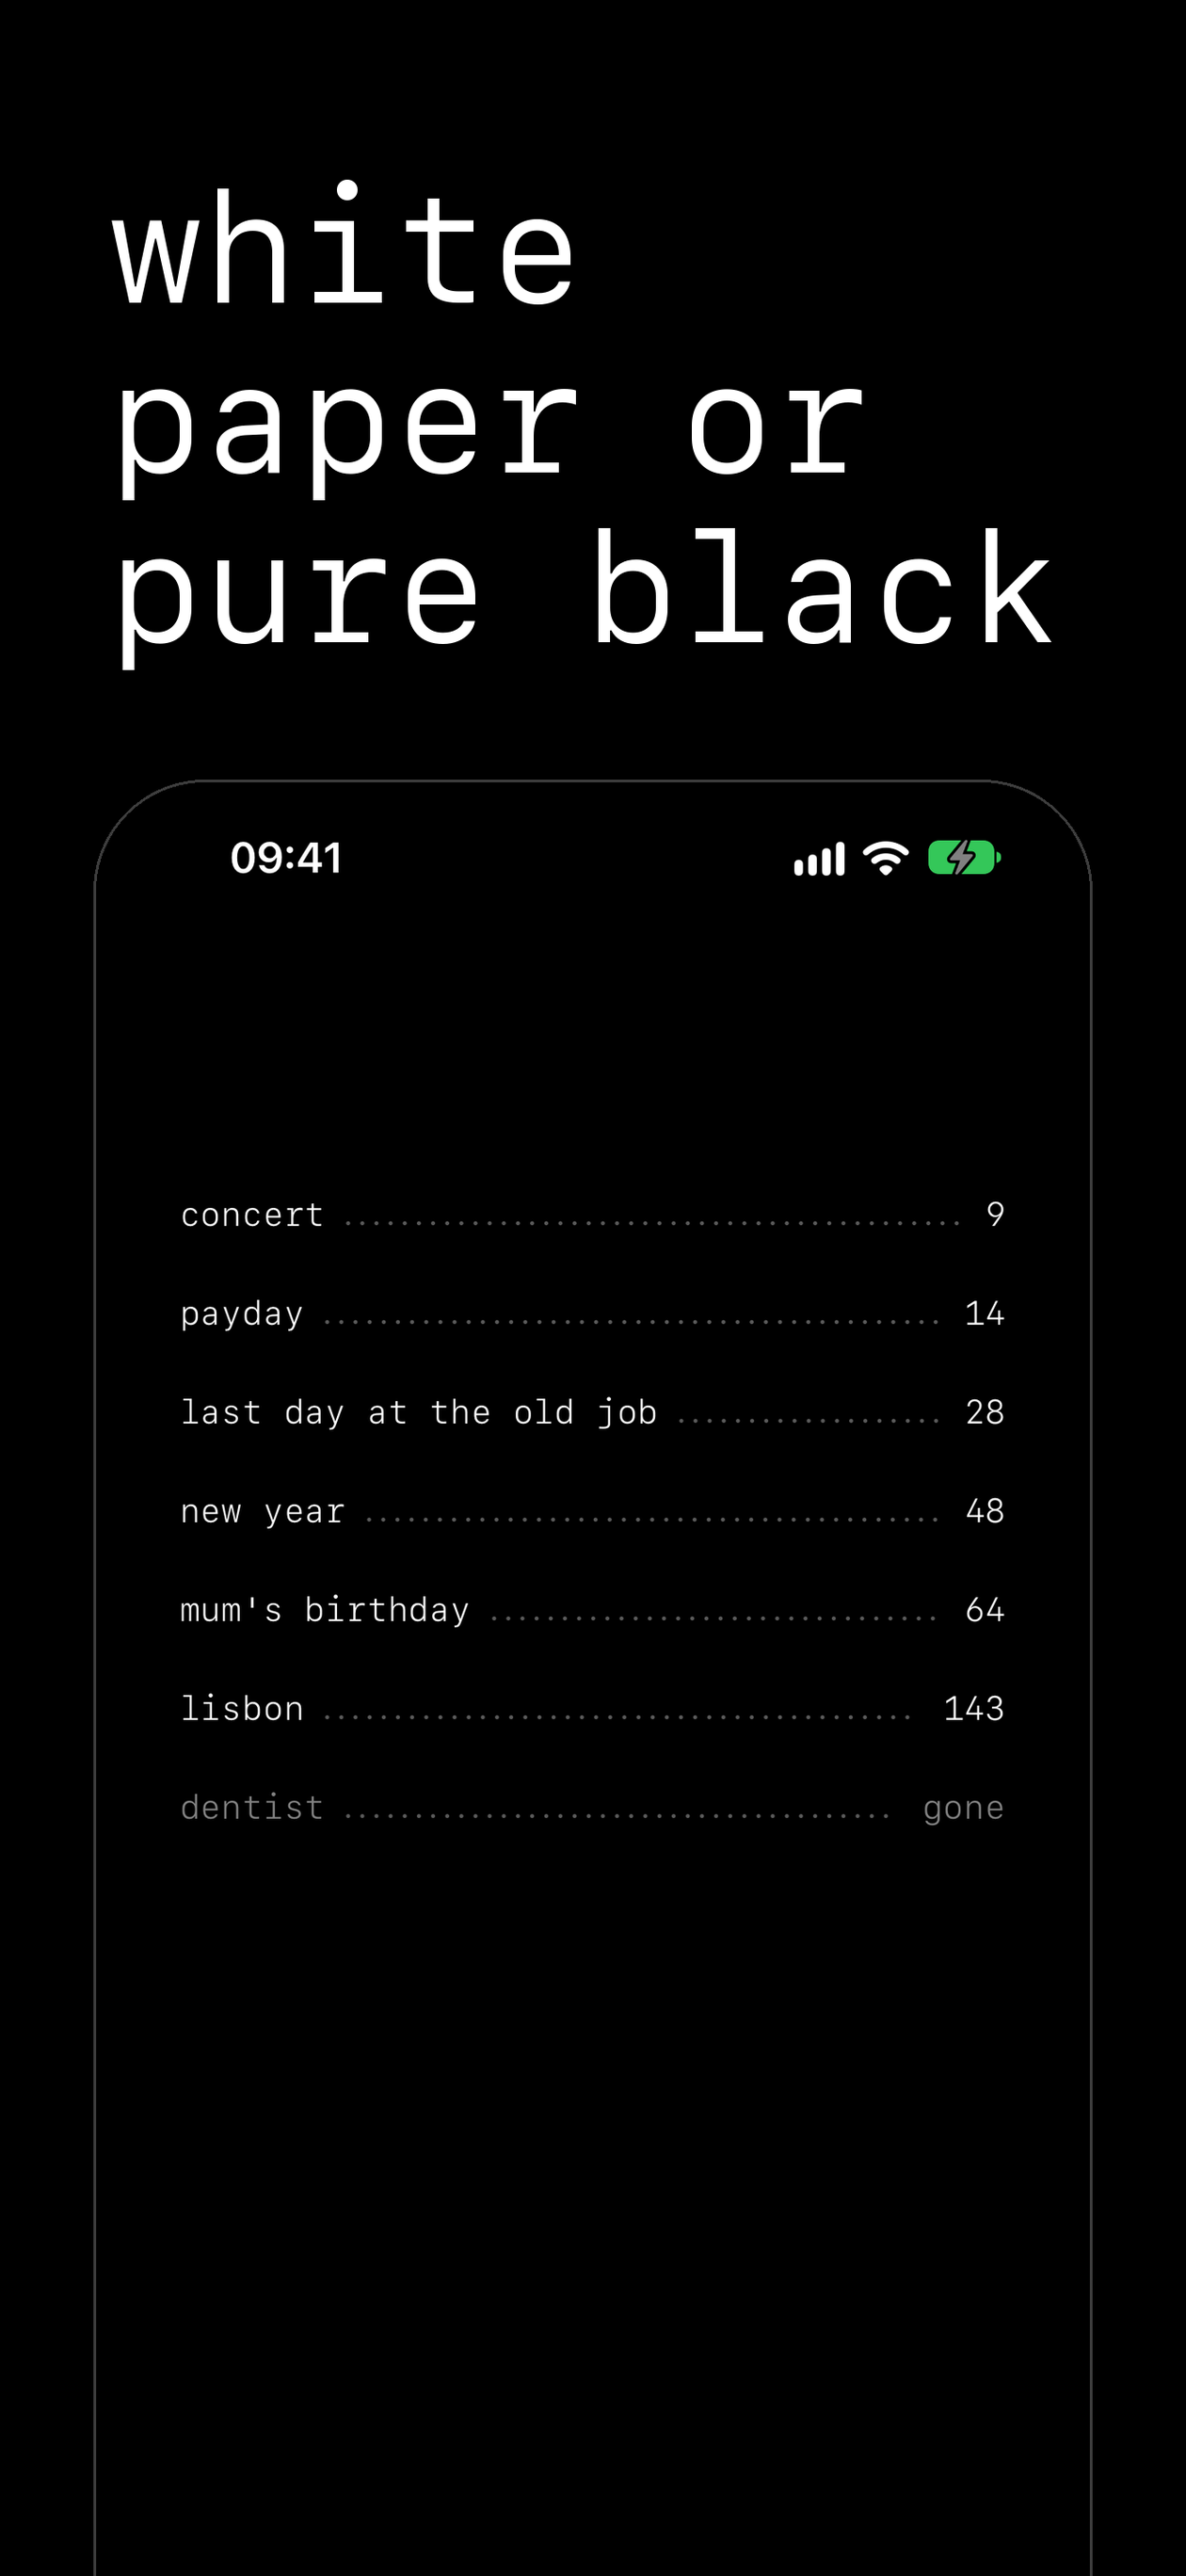 white
paper or
pure black
09:41
concert ........................................... 9
payday ........................................... 14
last day at the old job ................... 28
new year ......................................... 48
mum's birthday ................................ 64
lisbon ......................................... 143
dentist ....................................... gone